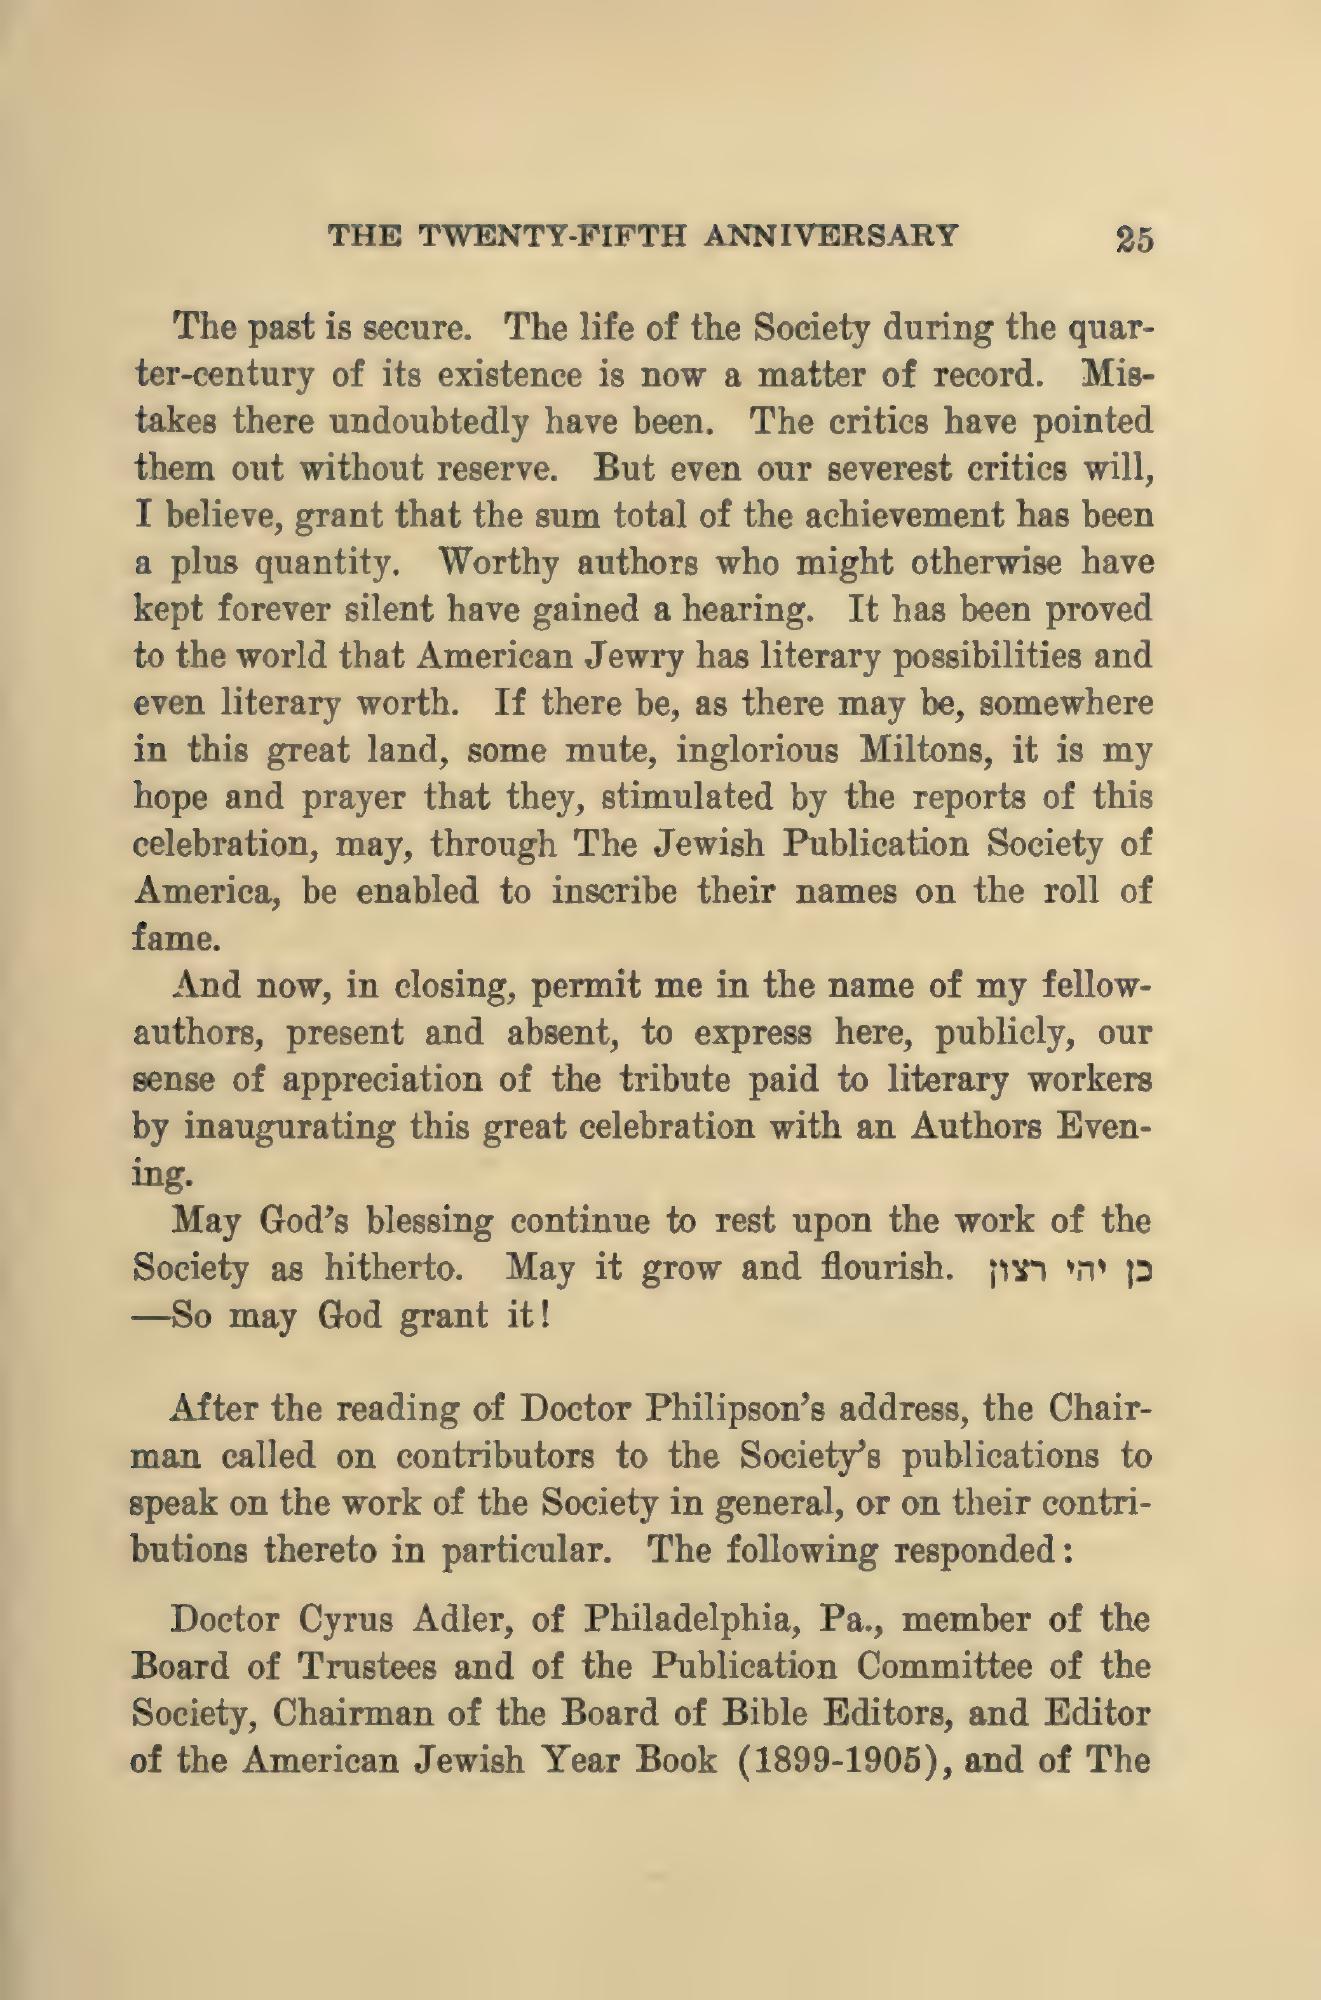 THE TWENTY-FIFTH ANNIVERSARY 25
The past is secure. The life of the Society during the quar-
ter-century of its existence is now a matter of record. Mis-
takes there undoubtedly have been. The critics have pointed
them out without reserve. But even our severest critics will,
I believe, grant that the sum total of the achievement has been
a plus quantity. Worthy authors who might otherwise have
kept forever silent have gained a hearing. It has been proved
to the world that American Jewry has literary possibilities and
even literary worth. If there be, as there may be, somewhere
in this great land, some mute, inglorious Miltons, it is my
hope and prayer that they, stimulated by the reports of this
celebration, may, through The Jewish Publication Society of
America, be enabled to inscribe their names on the roll of
fame.
And now, in closing, permit me in the name of my fellow-
authors, present and absent, to express here, publicly, our
sense of appreciation of the tribute paid to literary workers
by inaugurating this great celebration with an Authors Even-
ing.
May God's blessing continue to rest upon the work of the
Society as hitherto. May it grow and flourish. כן יהי רצון
—So may God grant it!
After the reading of Doctor Philipson's address, the Chair-
man called on contributors to the Society's publications to
speak on the work of the Society in general, or on their contri-
butions thereto in particular. The following responded:
Doctor Cyrus Adler, of Philadelphia, Pa., member of the
Board of Trustees and of the Publication Committee of the
Society, Chairman of the Board of Bible Editors, and Editor
of the American Jewish Year Book (1899-1905), and of The